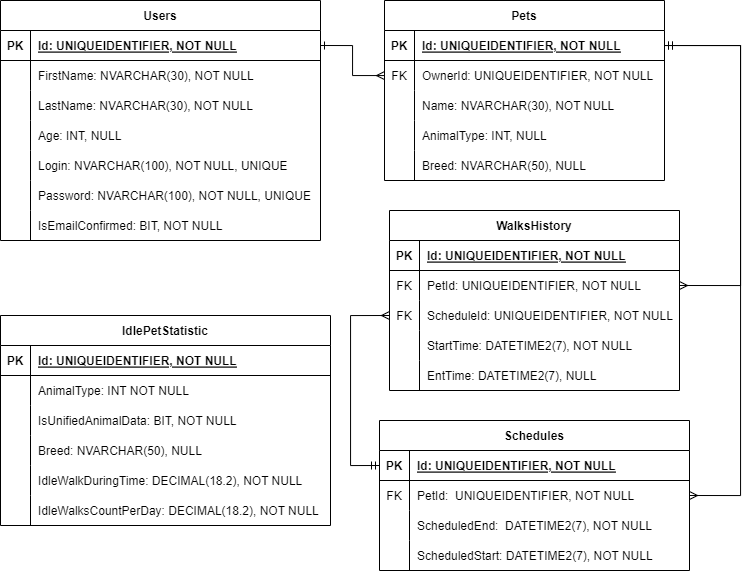 Users
PK Id: UNIQUEIDENTIFIER, NOT NULL
FirstName: NVARCHAR(30), NOT NULL
LastName: NVARCHAR(30), NOT NULL
Age: INT, NULL
Login: NVARCHAR(100), NOT NULL, UNIQUE
Password: NVARCHAR(100), NOT NULL, UNIQUE
IsEmailConfirmed: BIT, NOT NULL
Pets
PK Id: UNIQUEIDENTIFIER, NOT NULL
FK OwnerId: UNIQUEIDENTIFIER, NOT NULL
Name: NVARCHAR(30), NOT NULL
AnimalType: INT, NULL
Breed: NVARCHAR(50), NULL
WalksHistory
PK Id: UNIQUEIDENTIFIER, NOT NULL
FK PetId: UNIQUEIDENTIFIER, NOT NULL
FK ScheduleId: UNIQUEIDENTIFIER, NOT NULL
StartTime: DATETIME2(7), NOT NULL
EntTime: DATETIME2(7), NULL
IdlePetStatistic
PK Id: UNIQUEIDENTIFIER, NOT NULL
AnimalType: INT NOT NULL
IsUnifiedAnimalData: BIT, NOT NULL
Breed: NVARCHAR(50), NULL
IdleWalkDuringTime: DECIMAL(18.2), NOT NULL
IdleWalksCountPerDay: DECIMAL(18.2), NOT NULL
Schedules
PK Id: UNIQUEIDENTIFIER, NOT NULL
FK PetId: UNIQUEIDENTIFIER, NOT NULL
ScheduledEnd: DATETIME2(7), NOT NULL
ScheduledStart: DATETIME2(7), NOT NULL